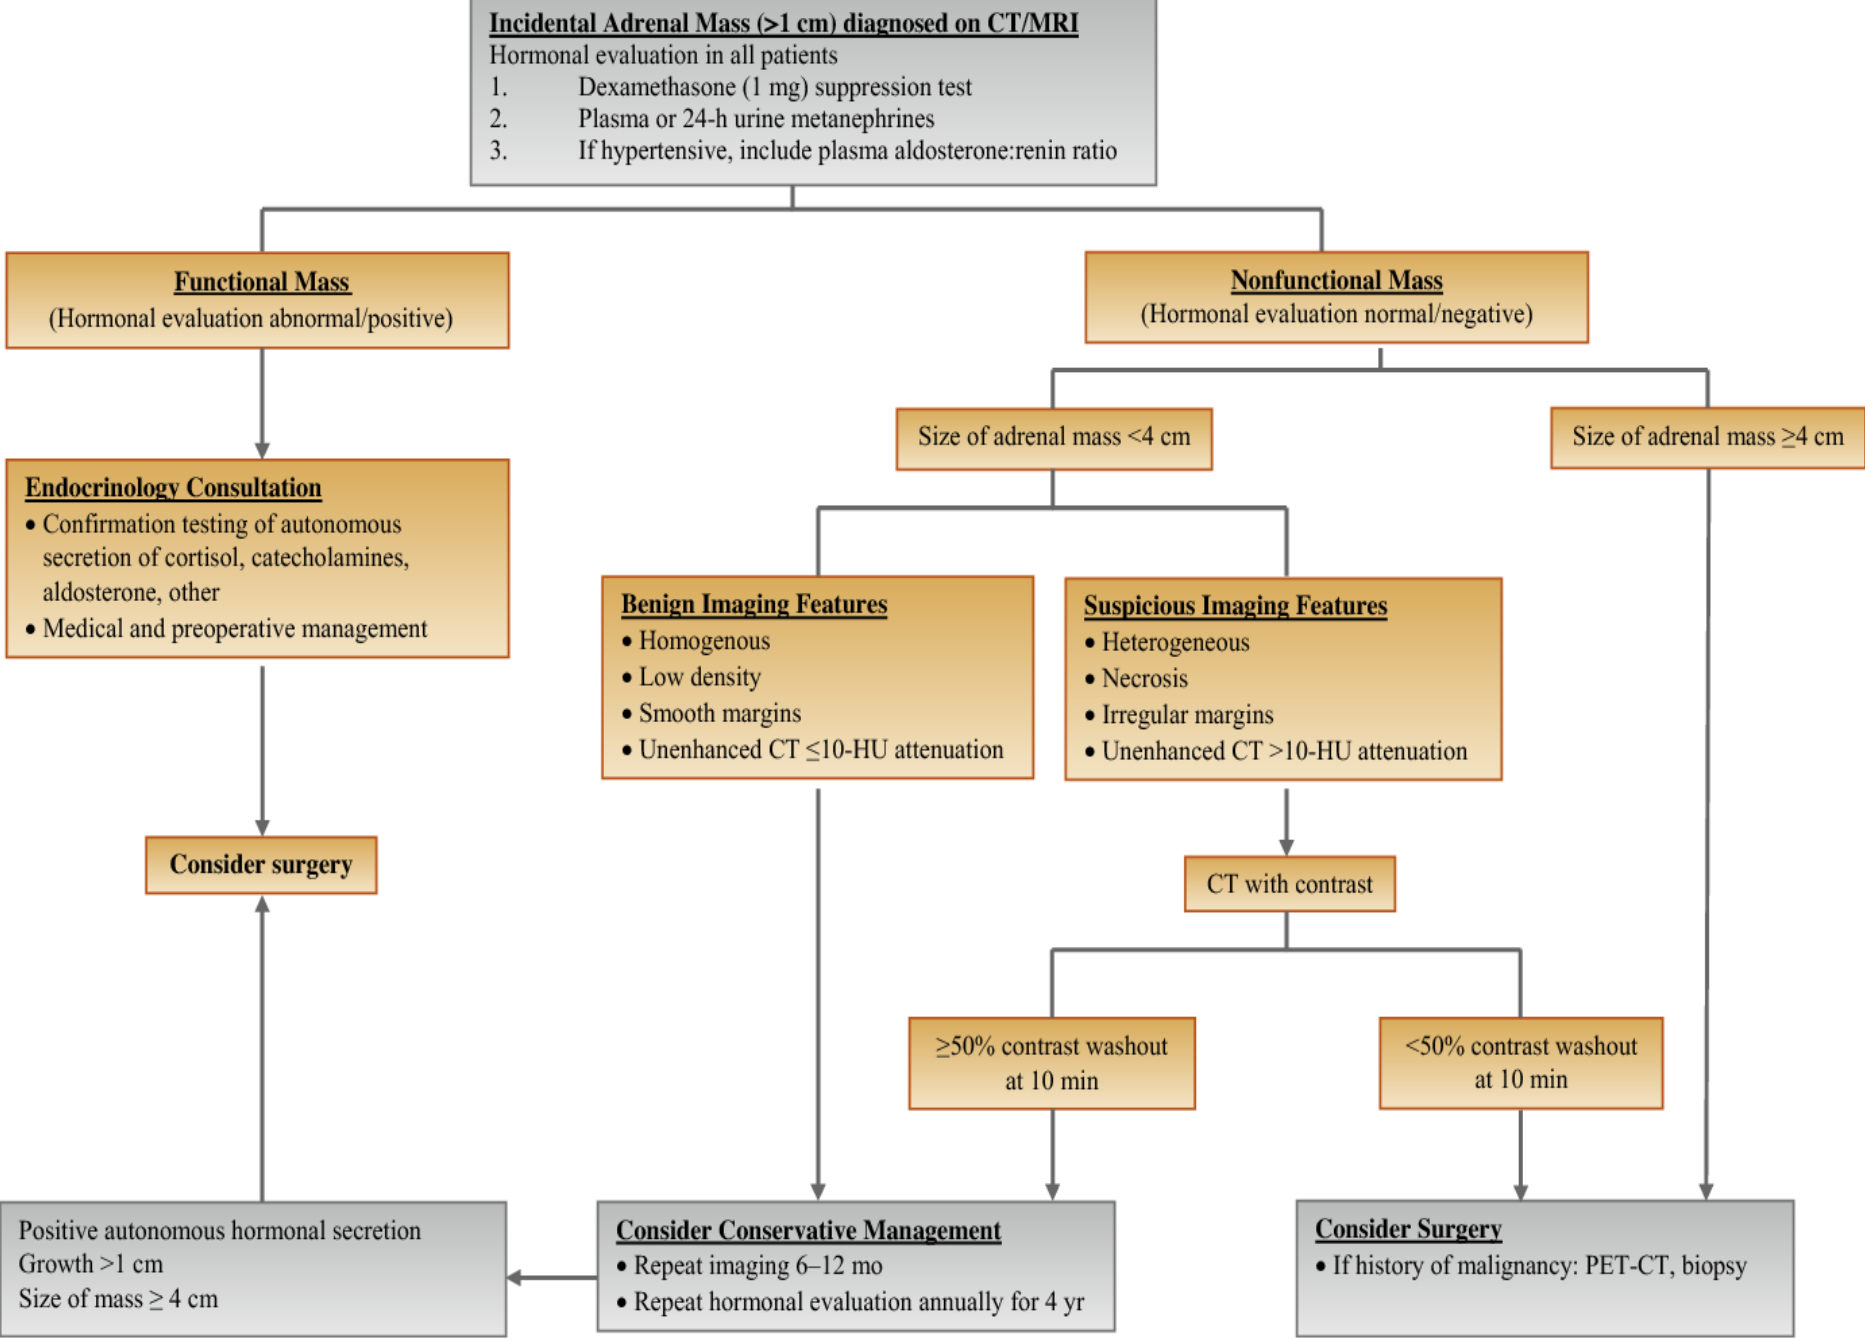 Incidental Adrenal Mass (>1 cm) diagnosed on CT/MRI
Hormonal evaluation in all patients
1. Dexamethasone (1 mg) suppression test
2. Plasma or 24-h urine metanephrines
3. If hypertensive, include plasma aldosterone:renin ratio
Functional Mass
(Hormonal evaluation abnormal/positive)
Nonfunctional Mass
(Hormonal evaluation normal/negative)
Size of adrenal mass <4 cm
Size of adrenal mass ≥4 cm
Endocrinology Consultation
• Confirmation testing of autonomous
secretion of cortisol, catecholamines,
aldosterone, other
• Medical and preoperative management
Benign Imaging Features
• Homogenous
• Low density
• Smooth margins
• Unenhanced CT ≤10-HU attenuation
Suspicious Imaging Features
• Heterogeneous
• Necrosis
• Irregular margins
• Unenhanced CT >10-HU attenuation
Consider surgery
CT with contrast
≥50% contrast washout
at 10 min
<50% contrast washout
at 10 min
Positive autonomous hormonal secretion
Growth >1 cm
Size of mass ≥ 4 cm
Consider Conservative Management
• Repeat imaging 6–12 mo
• Repeat hormonal evaluation annually for 4 yr
Consider Surgery
• If history of malignancy: PET-CT, biopsy